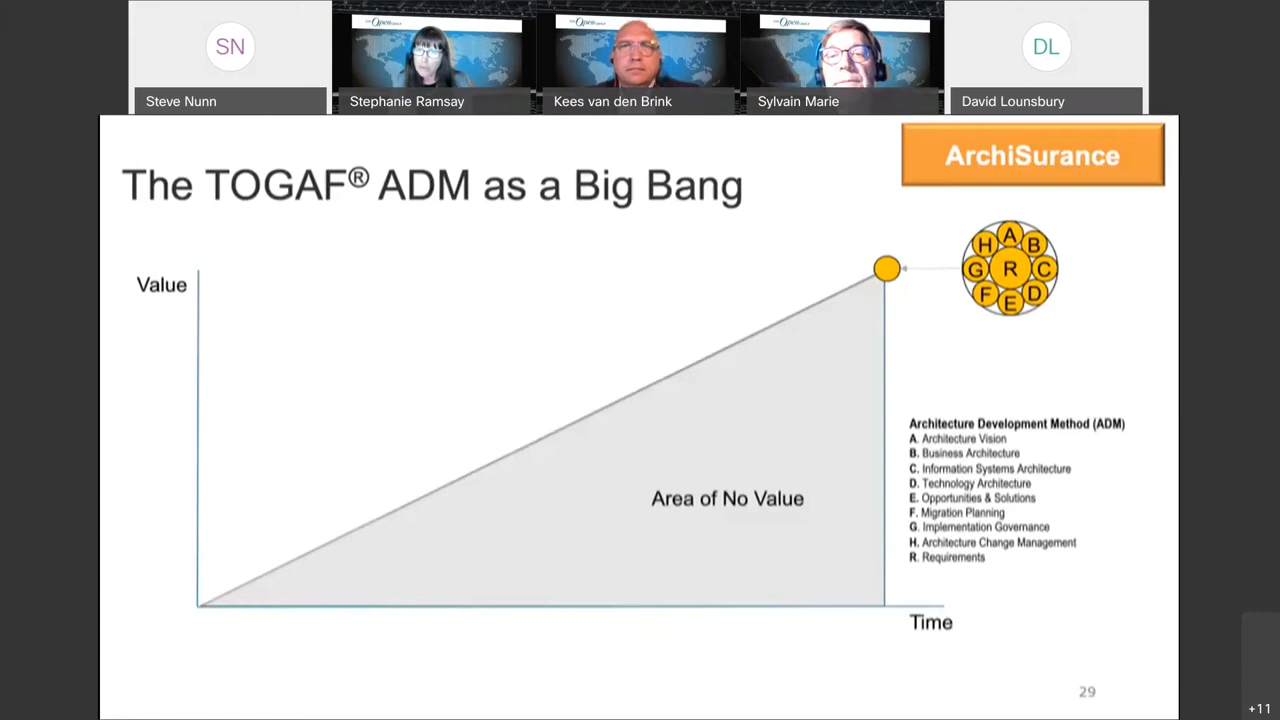 SN
Steve Nunn
Stephanie Ramsay
Kees van den Brink
Sylvain Marie
DL
David Lounsbury
ArchiSurance
The TOGAF® ADM as a Big Bang
Value
H A B
G R C
F E D
Area of No Value
Architecture Development Method (ADM)
A. Architecture Vision
B. Business Architecture
C. Information Systems Architecture
D. Technology Architecture
E. Opportunities & Solutions
F. Migration Planning
G. Implementation Governance
H. Architecture Change Management
R. Requirements
Time
29
+11